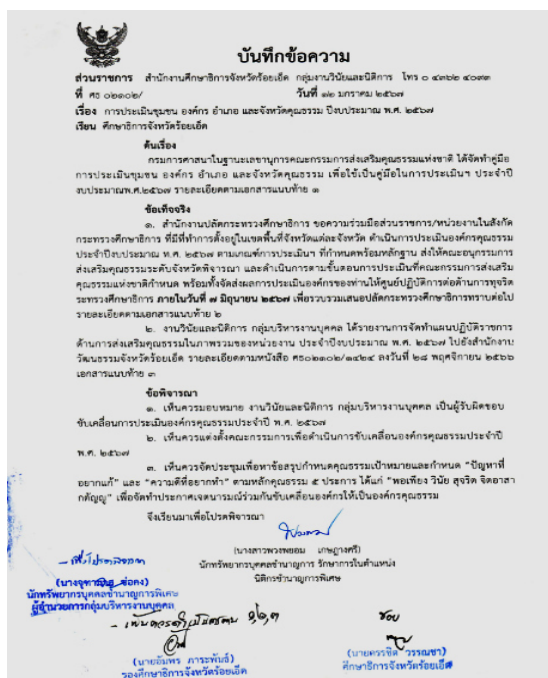 บันทึกข้อความ
ส่วนราชการ สำนักงานศึกษาธิการจังหวัดร้อยเอ็ด กลุ่มงานวินัยและนิติการ โทร ๐ ๔๓๖๒ ๔๐๓๓
ที่ ศธ ๐๒๑๐๒/ วันที่ ๑๒ มกราคม ๒๕๖๗
เรื่อง การประเมินชุมชน องค์กร อำเภอ และจังหวัดคุณธรรม ปีงบประมาณ พ.ศ. ๒๕๖๗
เรียน ศึกษาธิการจังหวัดร้อยเอ็ด
ต้นเรื่อง
กรมการศาสนาในฐานะเลขานุการคณะกรรมการส่งเสริมคุณธรรมแห่งชาติ ได้จัดทำคู่มือ
การประเมินชุมชน องค์กร อำเภอ และจังหวัดคุณธรรม เพื่อใช้เป็นคู่มือในการประเมินฯ ประจำปี
งบประมาณพ.ศ.๒๕๖๗ รายละเอียดตามเอกสารแนบท้าย ๑
ข้อเท็จจริง
๑. สำนักงานปลัดกระทรวงศึกษาธิการ ขอความร่วมมือส่วนราชการ/หน่วยงานในสังกัด
กระทรวงศึกษาธิการ ที่มีที่ทำการตั้งอยู่ในเขตพื้นที่จังหวัดแต่ละจังหวัด ดำเนินการประเมินองค์กรคุณธรรม
ประจำปีงบประมาณ พ.ศ. ๒๕๖๗ ตามเกณฑ์การประเมินฯ ที่กำหนดพร้อมหลักฐาน ส่งให้คณะอนุกรรมการ
ส่งเสริมคุณธรรมระดับจังหวัดพิจารณา และดำเนินการตามขั้นตอนการประเมินที่คณะกรรมการส่งเสริม
คุณธรรมแห่งชาติกำหนด พร้อมทั้งจัดส่งผลการประเมินองค์กรของท่านให้ศูนย์ปฏิบัติการต่อต้านการทุจริต
ระทรวงศึกษาธิการ ภายในวันที่ ๗ มิถุนายน ๒๕๖๗ เพื่อรวบรวมเสนอปลัดกระทรวงศึกษาธิการทราบต่อไป
รายละเอียดตามเอกสารแนบท้าย ๒
๒. งานวินัยและนิติการ กลุ่มบริหารงานบุคคล ได้รายงานการจัดทำแผนปฏิบัติราชการ
ด้านการส่งเสริมคุณธรรมในภาพรวมของหน่วยงาน ประจำปีงบประมาณ พ.ศ. ๒๕๖๗ ไปยังสำนักงาน
วัฒนธรรมจังหวัดร้อยเอ็ด รายละเอียดตามหนังสือ ศธ๐๒๑๐๒/๑๔๒๔ ลงวันที่ ๒๘ พฤศจิกายน ๒๕๖๖
เอกสารแนบท้าย ๓
ข้อพิจารณา
๑. เห็นควรมอบหมาย งานวินัยและนิติการ กลุ่มบริหารงานบุคคล เป็นผู้รับผิดชอบ
ขับเคลื่อนการประเมินองค์กรคุณธรรมประจำปี พ.ศ. ๒๕๖๗
๒. เห็นควรแต่งตั้งคณะกรรมการเพื่อดำเนินการขับเคลื่อนองค์กรคุณธรรมประจำปี
พ.ศ. ๒๕๖๗
๓. เห็นควรจัดประชุมเพื่อหาข้อสรุปกำหนดคุณธรรมเป้าหมายและกำหนด “ปัญหาที่
อยากแก้” และ “ความดีที่อยากทำ” ตามหลักคุณธรรม ๕ ประการ ได้แก่ “พอเพียง วินัย สุจริต จิตอาสา
กตัญญู” เพื่อจัดทำประกาศเจตนารมณ์ร่วมกันขับเคลื่อนองค์กรให้เป็นองค์กรคุณธรรม
จึงเรียนมาเพื่อโปรดพิจารณา
(นางสาวพวงพยอม เกษฎางศรี)
นักทรัพยากรบุคคลชำนาญการ รักษาการในตำแหน่ง
นิติกรชำนาญการพิเศษ
- เพื่อโปรดพิจารณา
นักทรัพยากรบุคคลชำนาญการพิเศษ
ผู้อำนวยการกลุ่มบริหารงานบุคคล
- เห็นควรดำเนินการตาม ๑,๒,๓
ชอบ
(นายอัมพร ภาระพันธ์)
รองศึกษาธิการจังหวัดร้อยเอ็ด
(นายควรชิต วรรณชา)
ศึกษาธิการจังหวัดร้อยเอ็ด